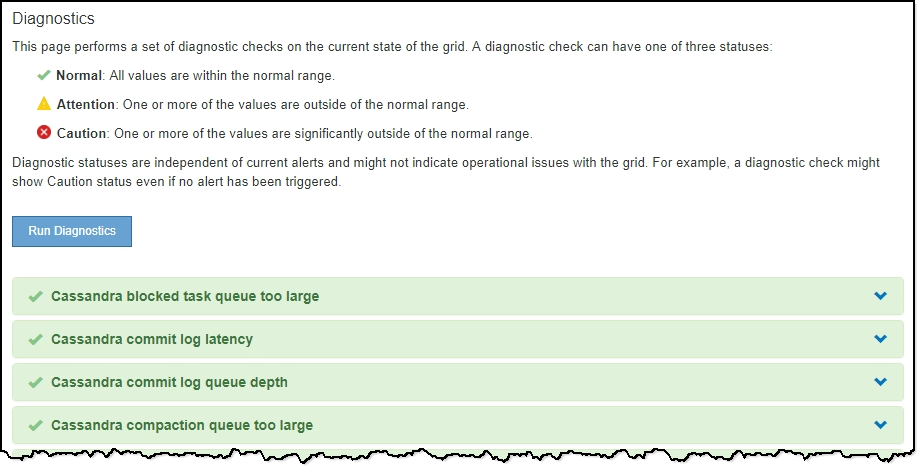 Diagnostics
This page performs a set of diagnostic checks on the current state of the grid. A diagnostic check can have one of three statuses:
Normal: All values are within the normal range.
Attention: One or more of the values are outside of the normal range.
Caution: One or more of the values are significantly outside of the normal range.
Diagnostic statuses are independent of current alerts and might not indicate operational issues with the grid. For example, a diagnostic check might
show Caution status even if no alert has been triggered.
Run Diagnostics
Cassandra blocked task queue too large
Cassandra commit log latency
Cassandra commit log queue depth
Cassandra compaction queue too large